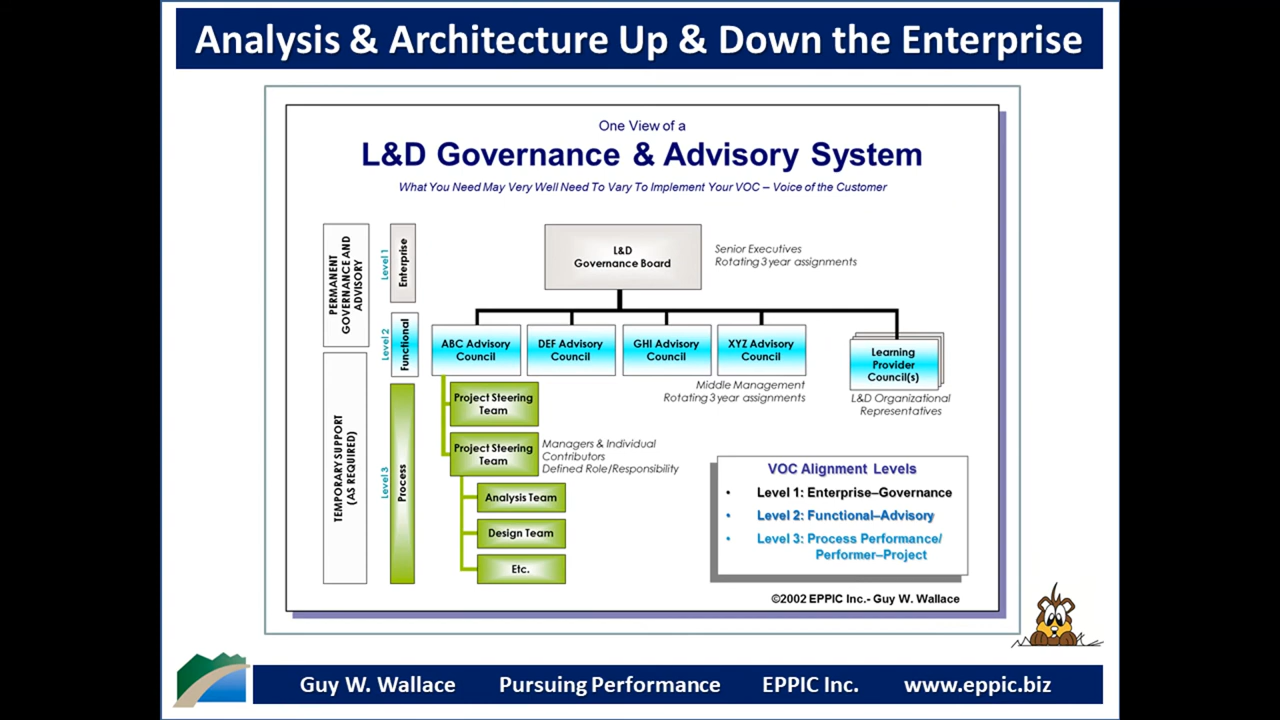 Analysis & Architecture Up & Down the Enterprise
One View of a
L&D Governance & Advisory System
What You Need May Very Well Need To Vary To Implement Your VOC – Voice of the Customer
PERMANENT
GOVERNANCE AND
ADVISORY
Level 1
Enterprise
L&D
Governance Board
Senior Executives
Rotating 3 year assignments
Level 2
Functional
ABC Advisory
Council
DEF Advisory
Council
GHI Advisory
Council
XYZ Advisory
Council
Learning
Provider
Council(s)
Middle Management
Rotating 3 year assignments
L&D Organizational
Representatives
TEMPORARY SUPPORT
(AS REQUIRED)
Level 3
Process
Project Steering
Team
Project Steering
Team
Managers & Individual
Contributors
Defined Role/Responsibility
Analysis Team
Design Team
Etc.
VOC Alignment Levels
• Level 1: Enterprise–Governance
• Level 2: Functional–Advisory
• Level 3: Process Performance/
Performer–Project
©2002 EPPIC Inc.- Guy W. Wallace
Guy W. Wallace Pursuing Performance EPPIC Inc. www.eppic.biz